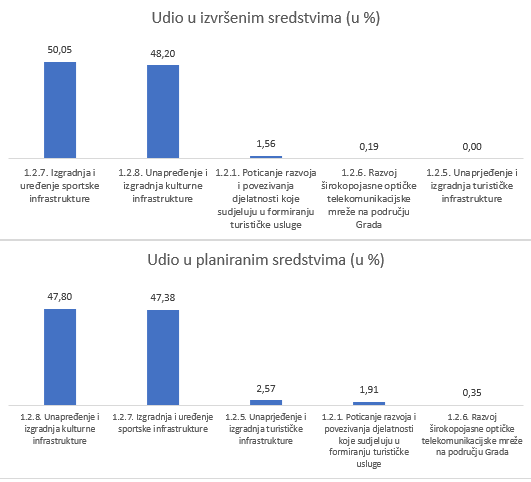 Udio u izvršenim sredstvima (u %)
50,05
48,20
1,56
0,19
0,00
1.2.7. Izgradnja i
uređenje sportske
infrastrukture
1.2.8. Unapređenje i
izgradnja kulturne
infrastrukture
1.2.1. Poticanje razvoja
i povezivanja
djelatnosti koje
sudjeluju u formiranju
turističke usluge
1.2.6. Razvoj
širokopojasne optičke
telekomunikacijske
mreže na području
Grada
1.2.5. Unaprjeđenje i
izgradnja turističke
infrastrukture
Udio u planiranim sredstvima (u %)
47,80
47,38
2,57
1,91
0,35
1.2.8. Unapređenje i
izgradnja kulturne
infrastrukture
1.2.7. Izgradnja i uređenje
sportske infrastrukture
1.2.5. Unaprjeđenje i
izgradnja turističke
infrastrukture
1.2.1. Poticanje razvoja i
povezivanja djelatnosti
koje sudjeluju u
formiranju turističke
usluge
1.2.6. Razvoj
širokopojasne optičke
telekomunikacijske mreže
na području Grada